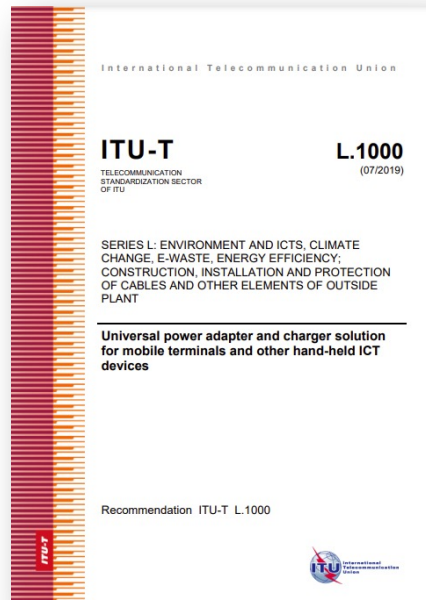 International Telecommunication Union
ITU-T
L.1000
TELECOMMUNICATION
STANDARDIZATION SECTOR
OF ITU
(07/2019)
SERIES L: ENVIRONMENT AND ICTS, CLIMATE
CHANGE, E-WASTE, ENERGY EFFICIENCY;
CONSTRUCTION, INSTALLATION AND PROTECTION
OF CABLES AND OTHER ELEMENTS OF OUTSIDE
PLANT
Universal power adapter and charger solution
for mobile terminals and other hand-held ICT
devices
Recommendation ITU-T L.1000
ITU-T
ITU
International
Telecommunication
Union